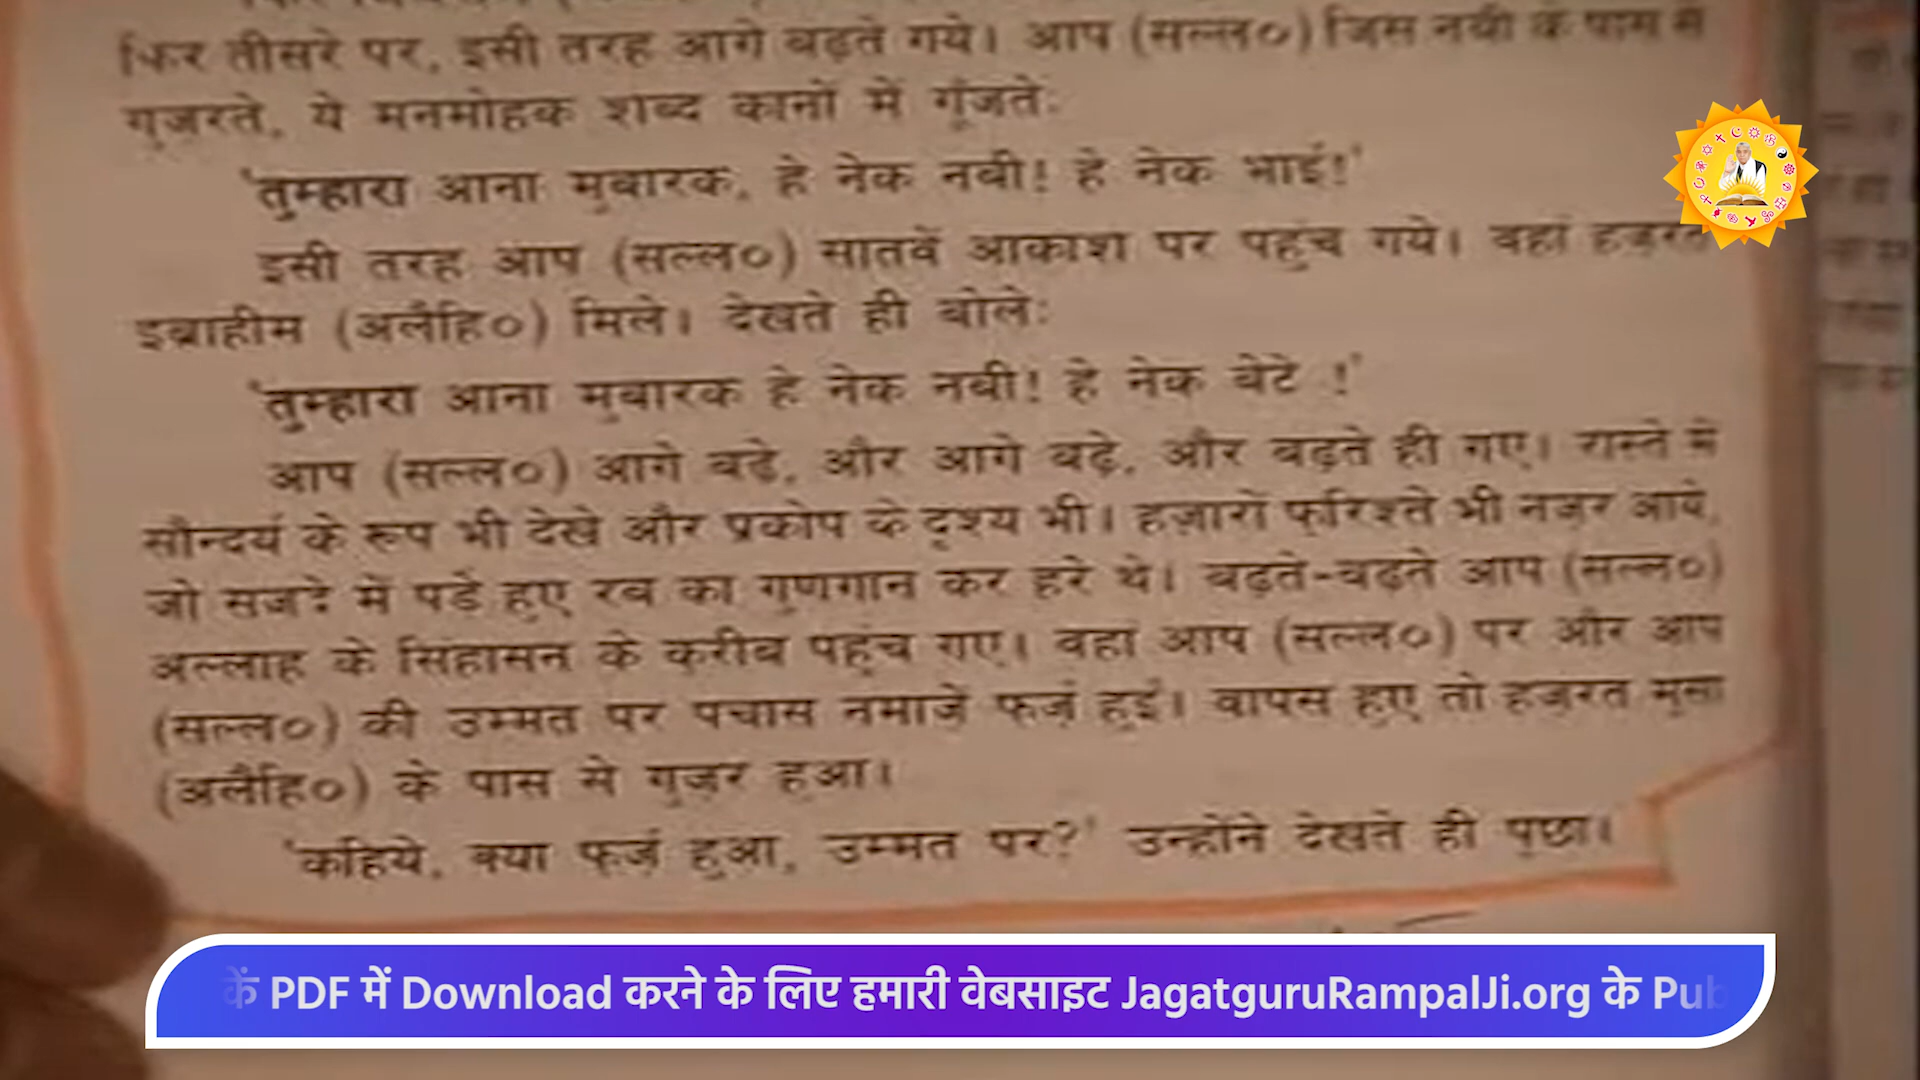 फिर तीसरे पर, इसी तरह आगे बढ़ते गये। आप (सल्ल०) जिस नबी के पास से
गुज़रते, ये मनमोहक शब्द कानों में गूंजते:
'तुम्हारा आना मुबारक, हे नेक नबी! हे नेक भाई!'
इसी तरह आप (सल्ल०) सातवें आकाश पर पहुंच गये। वहां हज़रत
इब्राहीम (अलैहि०) मिले। देखते ही बोले:
'तुम्हारा आना मुबारक हे नेक नबी! हे नेक बेटे !'
आप (सल्ल०) आगे बढे, और आगे बढ़े, और बढ़ते ही गए। रास्ते में
सौन्दर्य के रूप भी देखे और प्रकोप के दृश्य भी। हज़ारों फ़रिश्ते भी नज़र आये,
जो सजदे में पड़े हुए रब का गुणगान कर हरे थे। बढ़ते-बढ़ते आप (सल्ल०)
अल्लाह के सिंहासन के क़रीब पहुंच गए। वहां आप (सल्ल०) पर और आप
(सल्ल०) की उम्मत पर पचास नमाज़ें फ़र्ज़ हुई। वापस हुए तो हज़रत मूसा
(अलैहि०) के पास से गुज़र हुआ।
'कहिये, क्या फ़र्ज़ हुआ, उम्मत पर?' उन्होंने देखते ही पूछा।
कें PDF में Download करने के लिए हमारी वेबसाइट JagatguruRampalJi.org के Pub